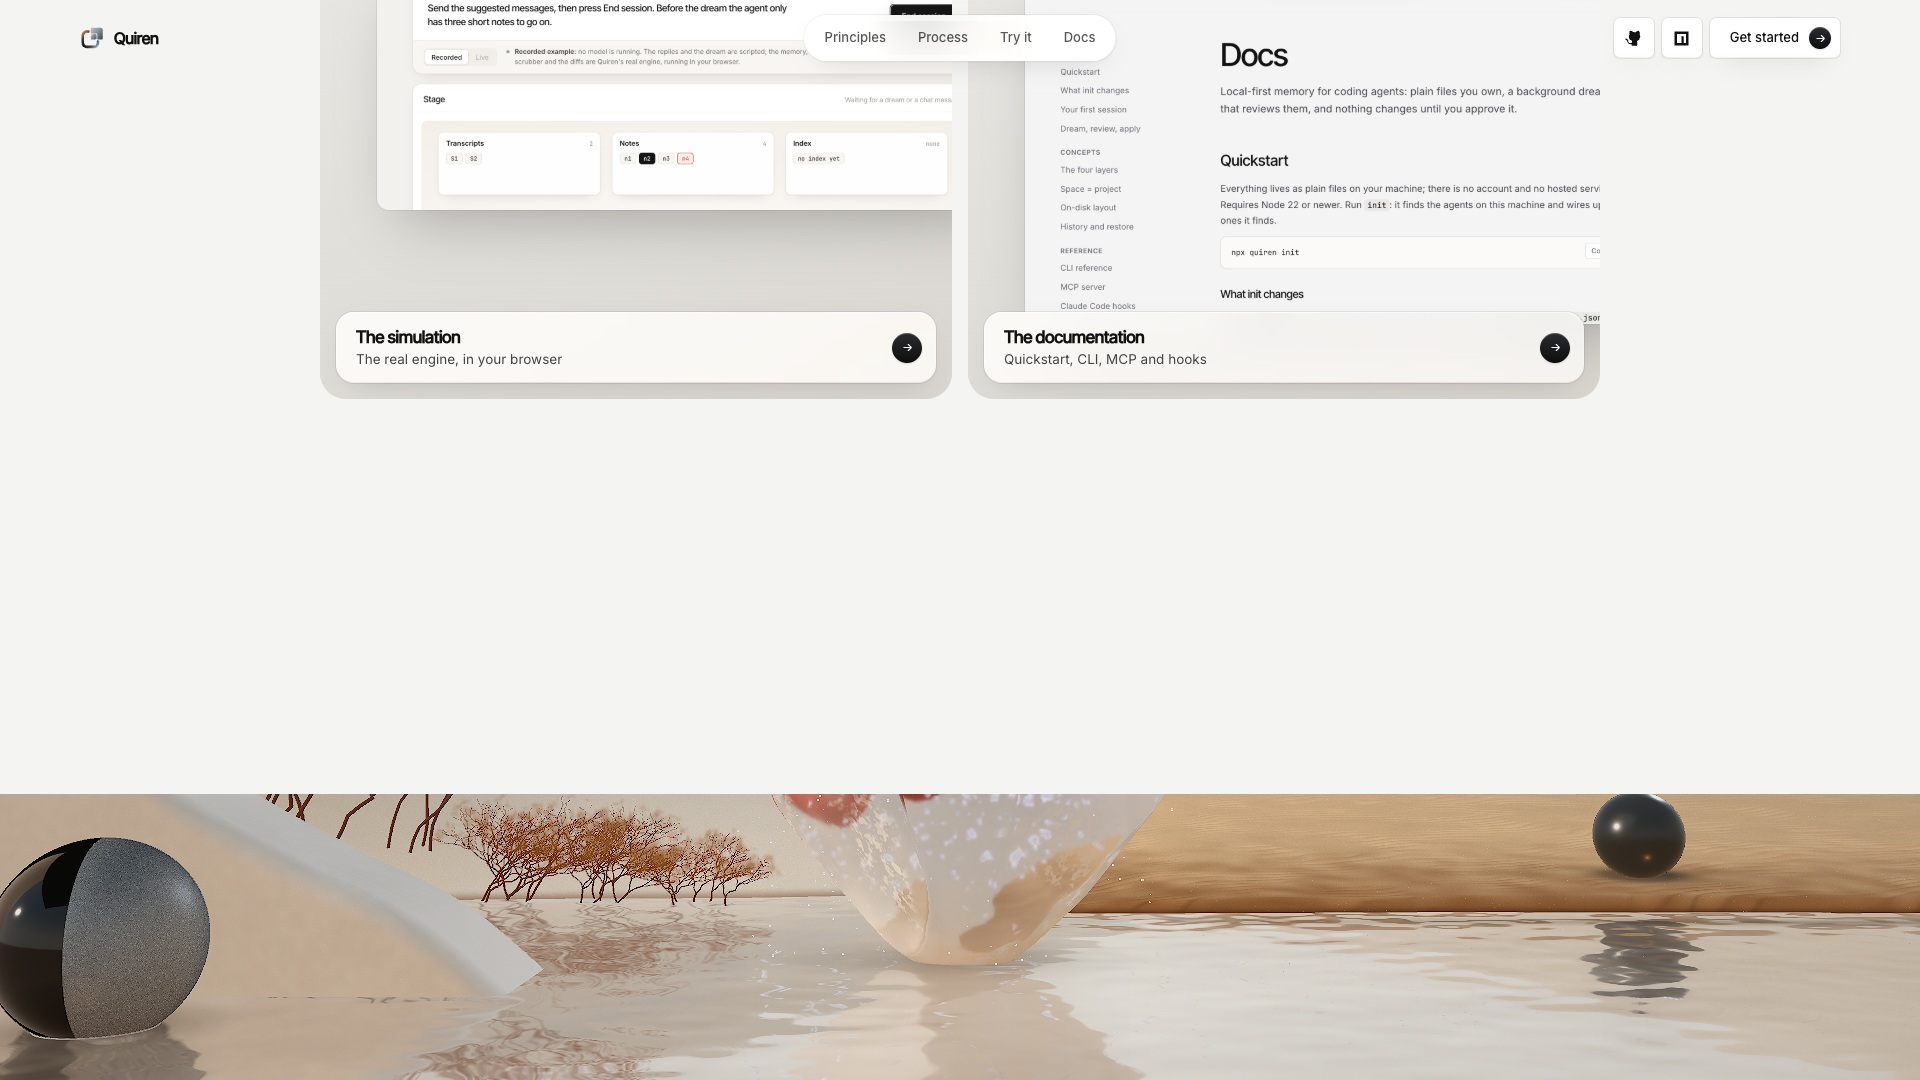 Quiren
Principles
Process
Try it
Docs
Get started
Send the suggested messages, then press End session. Before the dream the agent only
has three short notes to go on.
Recorded
Live
Recorded example: no model is running. The replies and the dream are scripted; the memory,
scrubber and the diffs are Quiren's real engine, running in your browser.
Stage
Waiting for a dream or a chat
Transcripts
2
S1
S2
Notes
4
n1
n2
n3
n4
Index
none
no index yet
The simulation
The real engine, in your browser
Quickstart
What init changes
Your first session
Dream, review, apply
CONCEPTS
The four layers
Space = project
On-disk layout
History and restore
REFERENCE
CLI reference
MCP server
Claude Code hooks
Docs
Local-first memory for coding agents: plain files you own, a background
that reviews them, and nothing changes until you approve it.
Quickstart
Everything lives as plain files on your machine; there is no account and no hosted
Requires Node 22 or newer. Run init: it finds the agents on this machine and wires
ones it finds.
npx quiren init
What init changes
json
The documentation
Quickstart, CLI, MCP and hooks